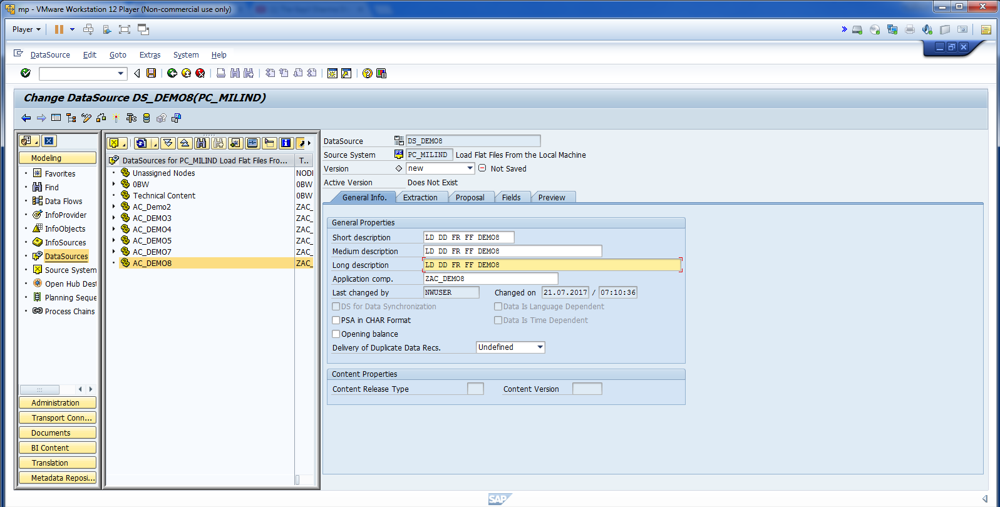 mp - VMware Workstation 12 Player (Non-commercial use only)
Player
DataSource Edit Goto Extras System Help
Change DataSource DS_DEMO8(PC_MILIND)
Modeling
Favorites
Find
Data Flows
InfoProvider
InfoObjects
InfoSources
DataSources
Source System
Open Hub Dest
Planning Seque
Process Chains
Administration
Transport Conn...
Documents
BI Content
Translation
Metadata Reposi...
DataSources for PC_MILIND Load Flat Files Fro... T..
Unassigned Nodes NODI
0BW 0BW
Technical Content 0BW
AC_Demo2 ZAC_
AC_DEMO3 ZAC_
AC_DEMO4 ZAC_
AC_DEMO5 ZAC_
AC_DEMO7 ZAC_
AC_DEMO8 ZAC_
DataSource DS_DEMO8
Source System PC_MILIND Load Flat Files From the Local Machine
Version new Not Saved
Active Version Does Not Exist
General Info. Extraction Proposal Fields Preview
General Properties
Short description LD DD FR FF DEMO8
Medium description LD DD FR FF DEMO8
Long description LD DD FR FF DEMO8
Application comp. ZAC_DEMO8
Last changed by NWUSER Changed on 21.07.2017 / 07:10:36
DS for Data Synchronization Data Is Language Dependent
PSA in CHAR Format Data Is Time Dependent
Opening balance
Delivery of Duplicate Data Recs. Undefined
Content Properties
Content Release Type Content Version
SAP